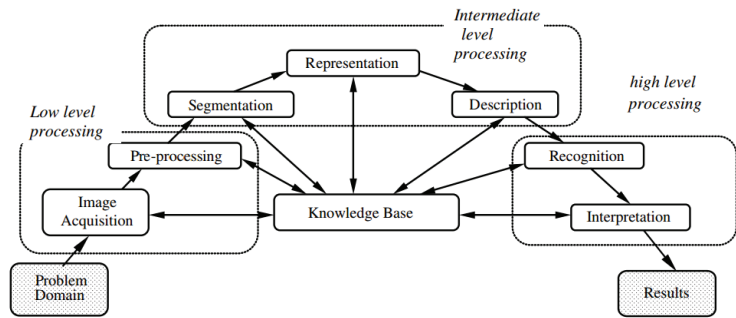 Intermediate
level
processing
Representation
high level
processing
Segmentation
Description
Low level
processing
Pre-processing
Recognition
Image
Acquisition
Knowledge Base
Interpretation
Problem
Domain
Results